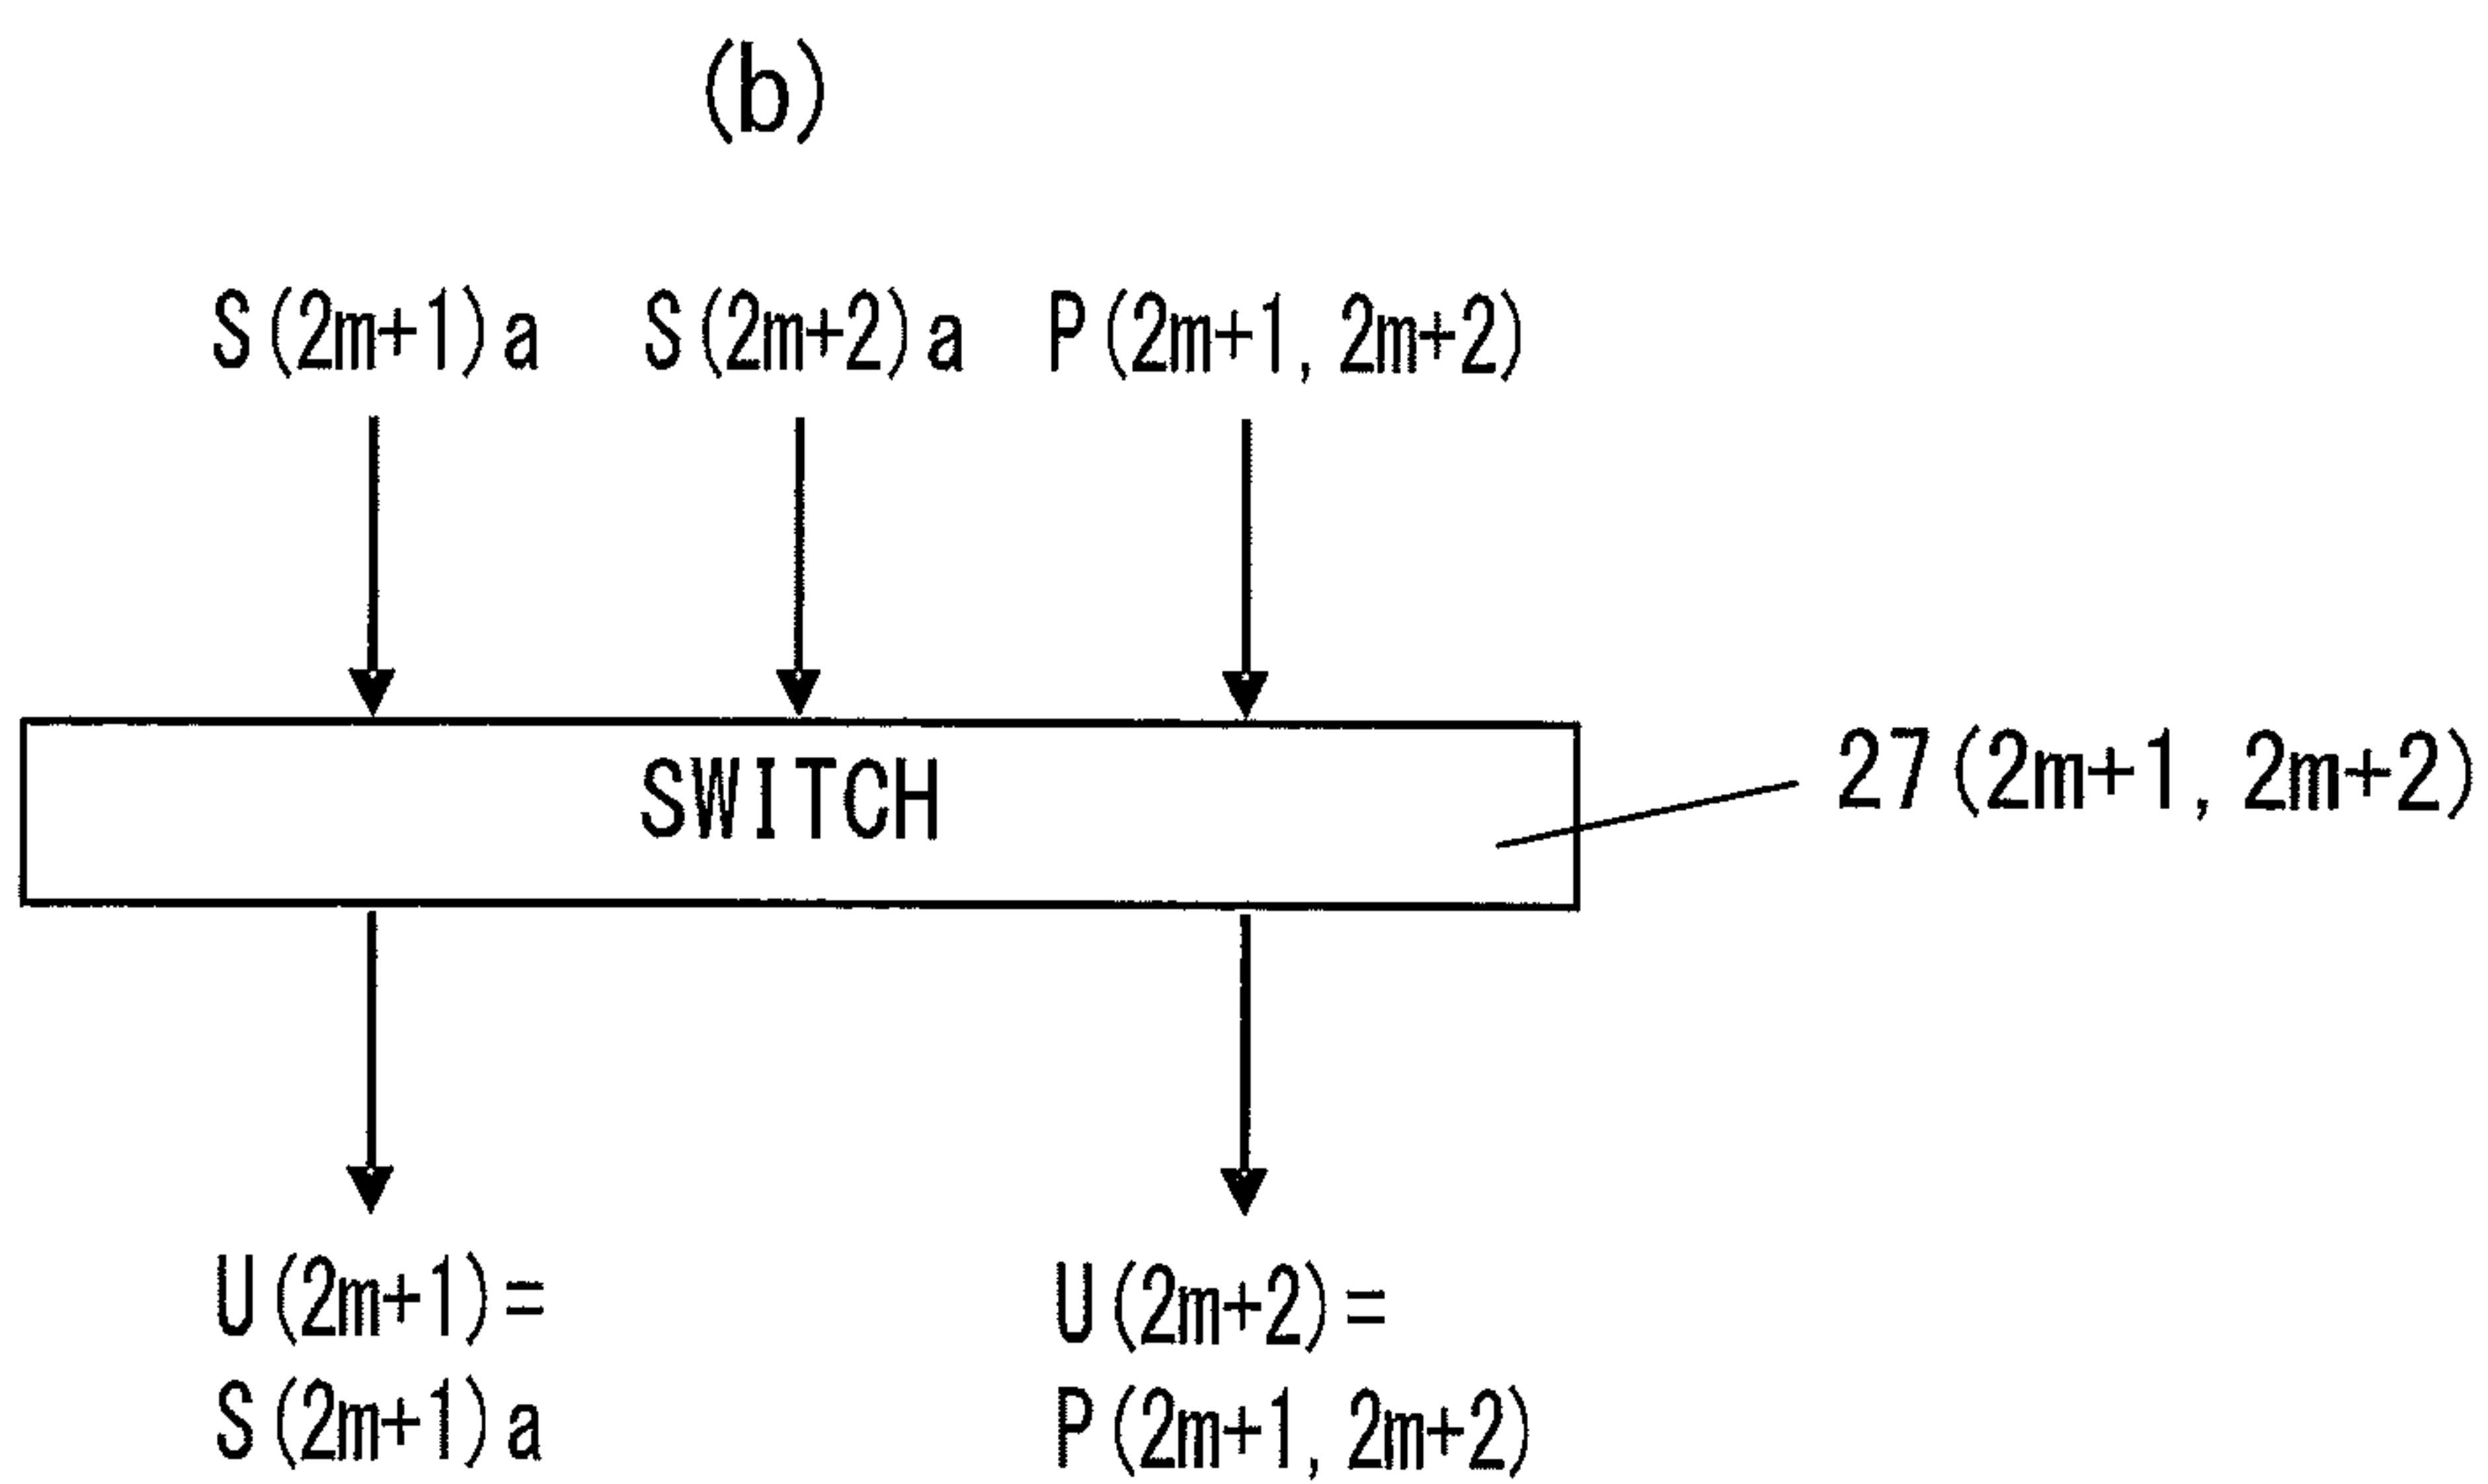 (b)
S(2m+1)a S(2m+2)a P(2m+1, 2m+2)
SWITCH
27(2m+1, 2m+2)
U(2m+1)= U(2m+2)=
S(2m+1)a P(2m+1, 2m+2)